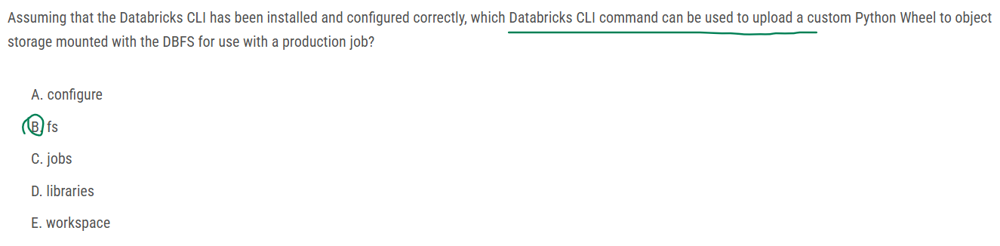 Assuming that the Databricks CLI has been installed and configured correctly, which Databricks CLI command can be used to upload a custom Python Wheel to object
storage mounted with the DBFS for use with a production job?
A. configure
B. fs
C. jobs
D. libraries
E. workspace